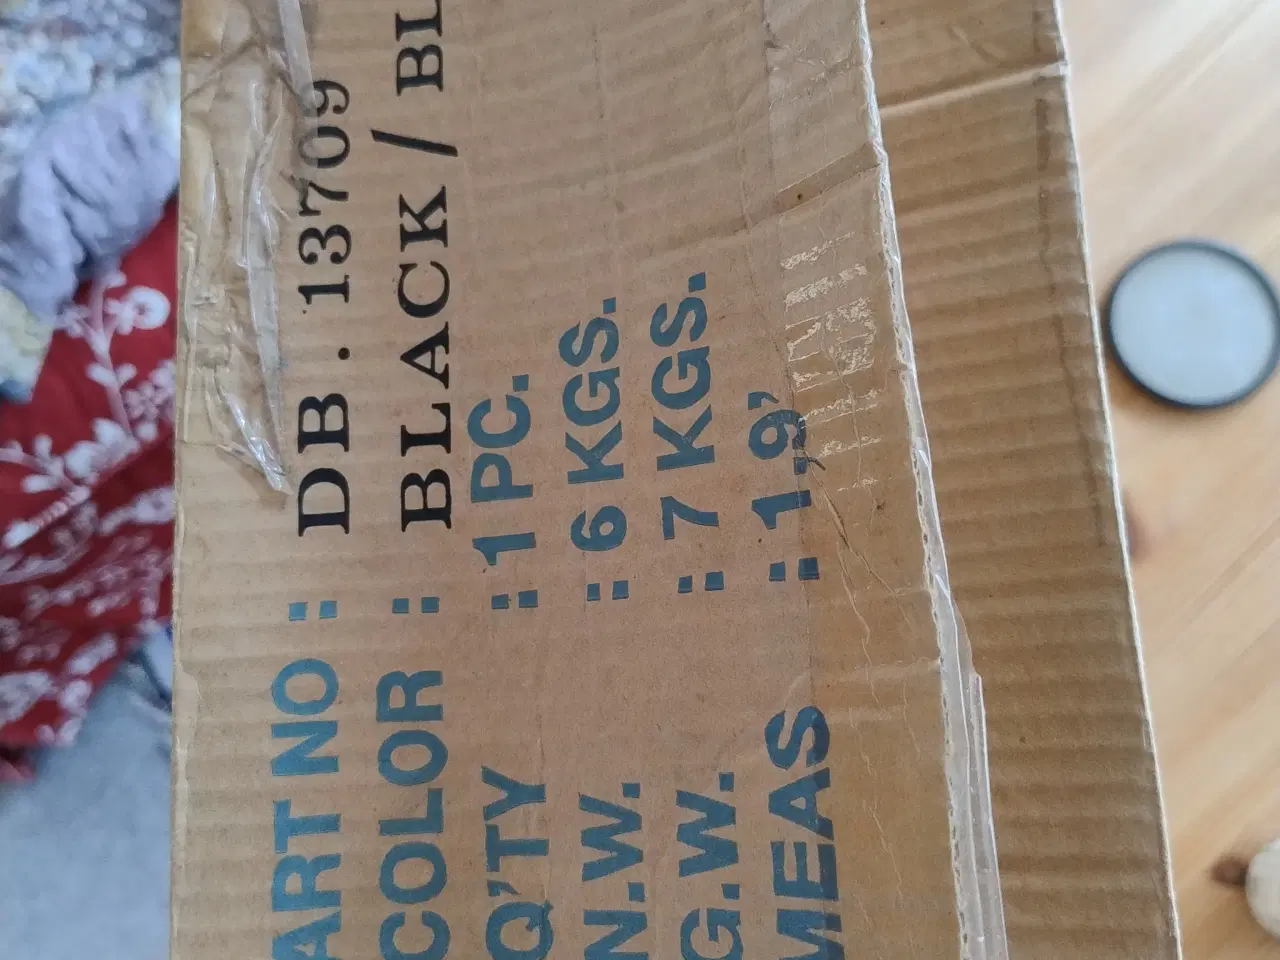 ART NO : DB . 13709
COLOR : BLACK / BL
Q'TY : 1 PC.
N.W. : 6 KGS.
G.W. : 7 KGS.
MEAS : 1.9'